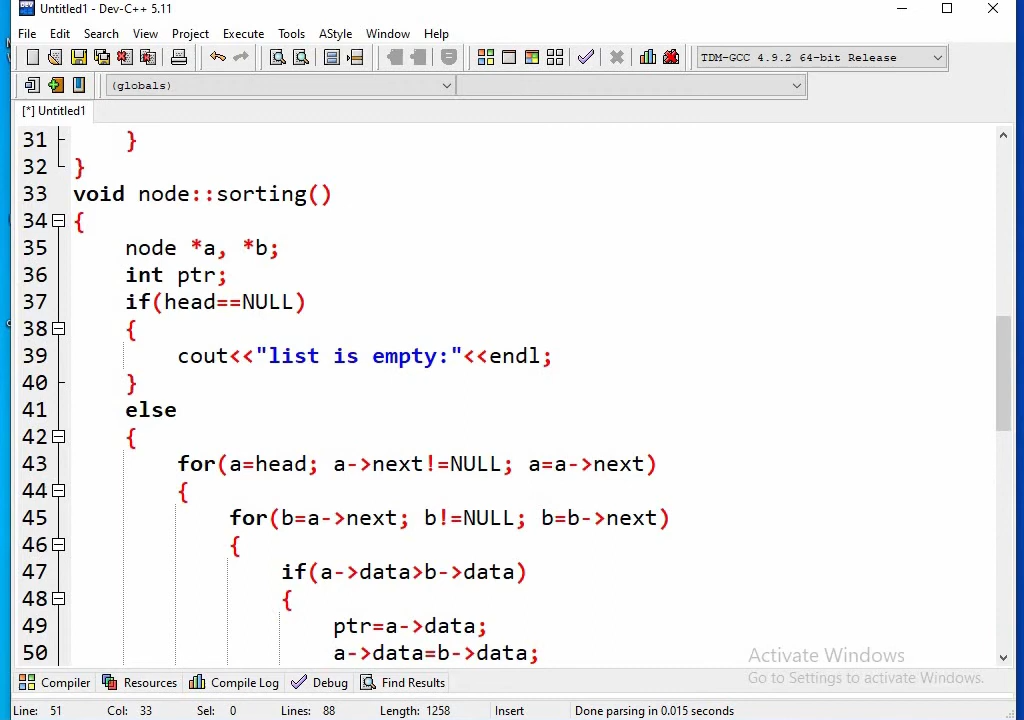 Untitled1 - Dev-C++ 5.11
File Edit Search View Project Execute Tools AStyle Window Help
TDM-GCC 4.9.2 64-bit Release
(globals)
[*] Untitled1
31 }
32 }
33 void node::sorting()
34 {
35 node *a, *b;
36 int ptr;
37 if(head==NULL)
38 {
39 cout<<"list is empty:"<<endl;
40 }
41 else
42 {
43 for(a=head; a->next!=NULL; a=a->next)
44 {
45 for(b=a->next; b!=NULL; b=b->next)
46 {
47 if(a->data>b->data)
48 {
49 ptr=a->data;
50 a->data=b->data;
Activate Windows
Go to Settings to activate Windows.
Compiler Resources Compile Log Debug Find Results
Line: 51 Col: 33 Sel: 0 Lines: 88 Length: 1258 Insert Done parsing in 0.015 seconds